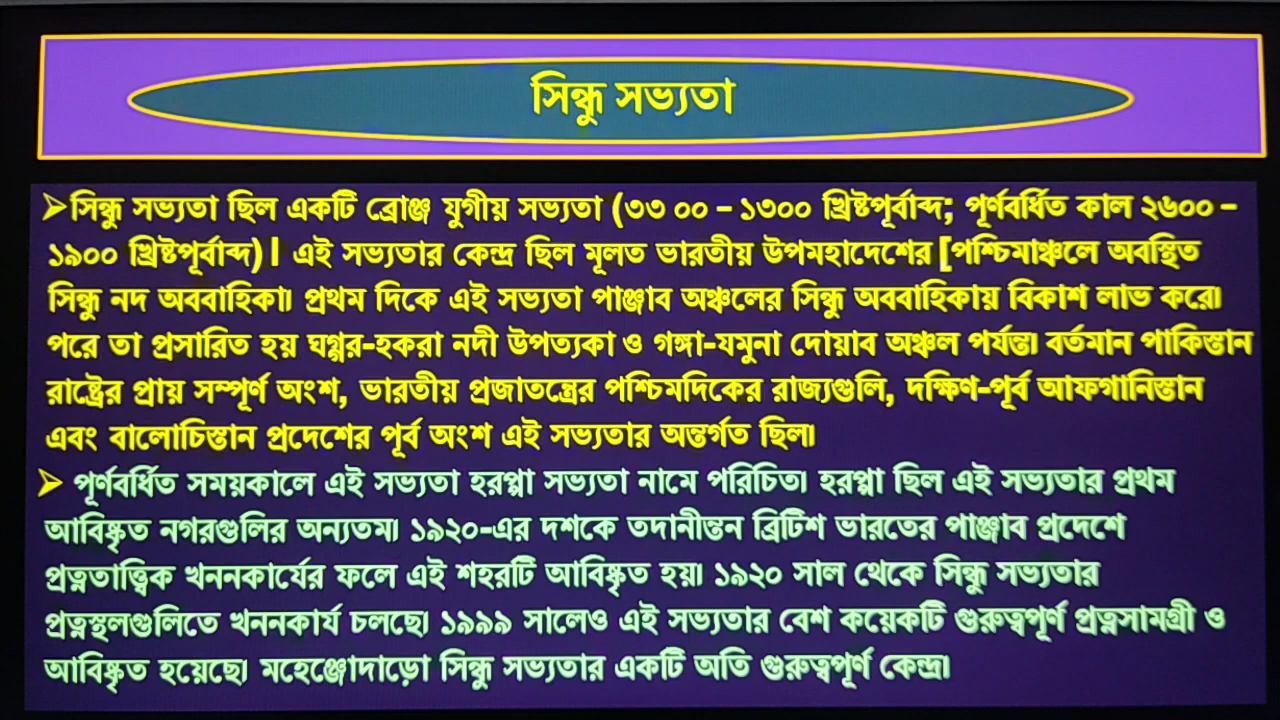 সিন্ধু সভ্যতা
➢সিন্ধু সভ্যতা ছিল একটি ব্রোঞ্জ যুগীয় সভ্যতা (৩৩ ০০ – ১৩০০ খ্রিষ্টপূর্বাব্দ; পূর্ণবর্ধিত কাল ২৬০০ –
১৯০০ খ্রিষ্টপূর্বাব্দ)। এই সভ্যতার কেন্দ্র ছিল মূলত ভারতীয় উপমহাদেশের [পশ্চিমাঞ্চলে অবস্থিত
সিন্ধু নদ অববাহিকা। প্রথম দিকে এই সভ্যতা পাঞ্জাব অঞ্চলের সিন্ধু অববাহিকায় বিকাশ লাভ করে।
পরে তা প্রসারিত হয় ঘগ্গর-হকরা নদী উপত্যকা ও গঙ্গা-যমুনা দোয়াব অঞ্চল পর্যন্ত। বর্তমান পাকিস্তান
রাষ্ট্রের প্রায় সম্পূর্ণ অংশ, ভারতীয় প্রজাতন্ত্রের পশ্চিমদিকের রাজ্যগুলি, দক্ষিণ-পূর্ব আফগানিস্তান
এবং বালোচিস্তান প্রদেশের পূর্ব অংশ এই সভ্যতার অন্তর্গত ছিল।
➢ পূর্ণবর্ধিত সময়কালে এই সভ্যতা হরপ্পা সভ্যতা নামে পরিচিত। হরপ্পা ছিল এই সভ্যতার প্রথম
আবিষ্কৃত নগরগুলির অন্যতম। ১৯২০-এর দশকে তদানীন্তন ব্রিটিশ ভারতের পাঞ্জাব প্রদেশে
প্রত্নতাত্ত্বিক খননকার্যের ফলে এই শহরটি আবিষ্কৃত হয়। ১৯২০ সাল থেকে সিন্ধু সভ্যতার
প্রত্নস্থলগুলিতে খননকার্য চলছে। ১৯৯৯ সালেও এই সভ্যতার বেশ কয়েকটি গুরুত্বপূর্ণ প্রত্নসামগ্রী ও
আবিষ্কৃত হয়েছে। মহেঞ্জোদাড়ো সিন্ধু সভ্যতার একটি অতি গুরুত্বপূর্ণ কেন্দ্র।